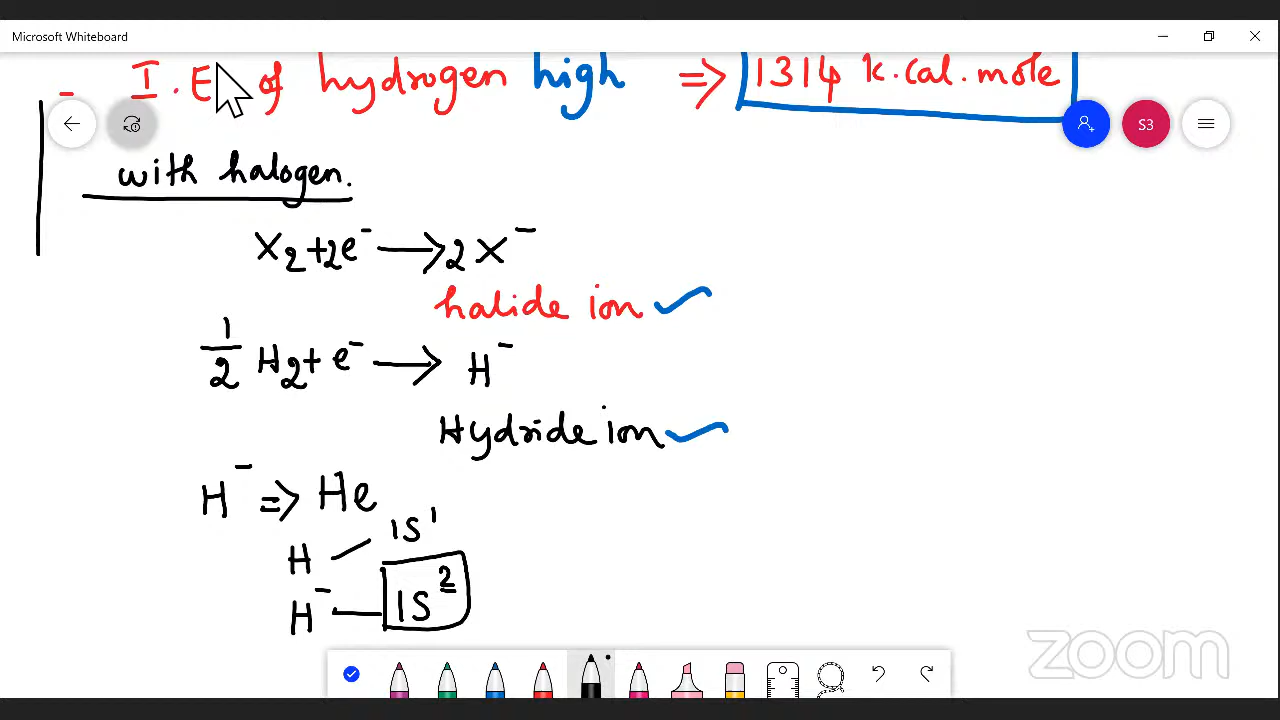 Microsoft Whiteboard
- I.E of hydrogen high => 1314 k.cal.mole
S3
with halogen.
X₂+2e⁻ → 2X⁻
halide ion ✓
1/2 H₂+e⁻ → H⁻
Hydride ion ✓
H⁻ => He
H – 1S¹
H⁻ – 1S²
zoom